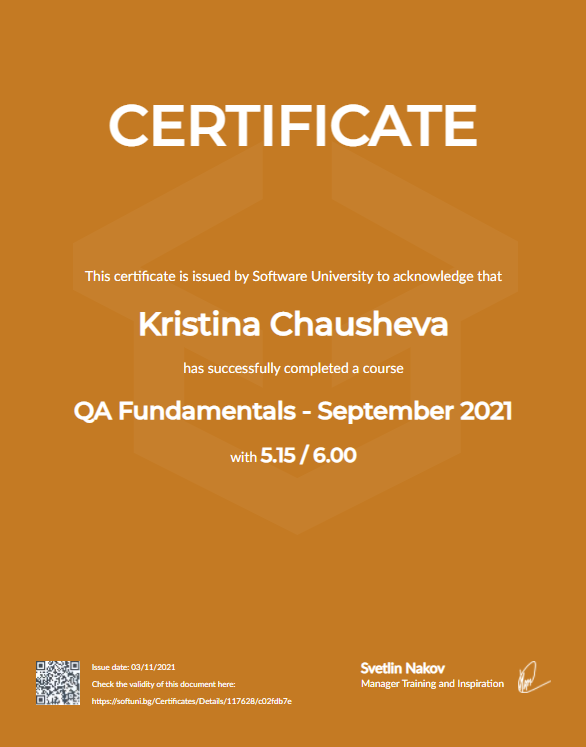 CERTIFICATE
This certificate is issued by Software University to acknowledge that
Kristina Chausheva
has successfully completed a course
QA Fundamentals - September 2021
with 5.15 / 6.00
Issue date: 03/11/2021
Check the validity of this document here:
https://softuni.bg/Certificates/Details/117628/c02fdb7e
Svetlin Nakov
Manager Training and Inspiration